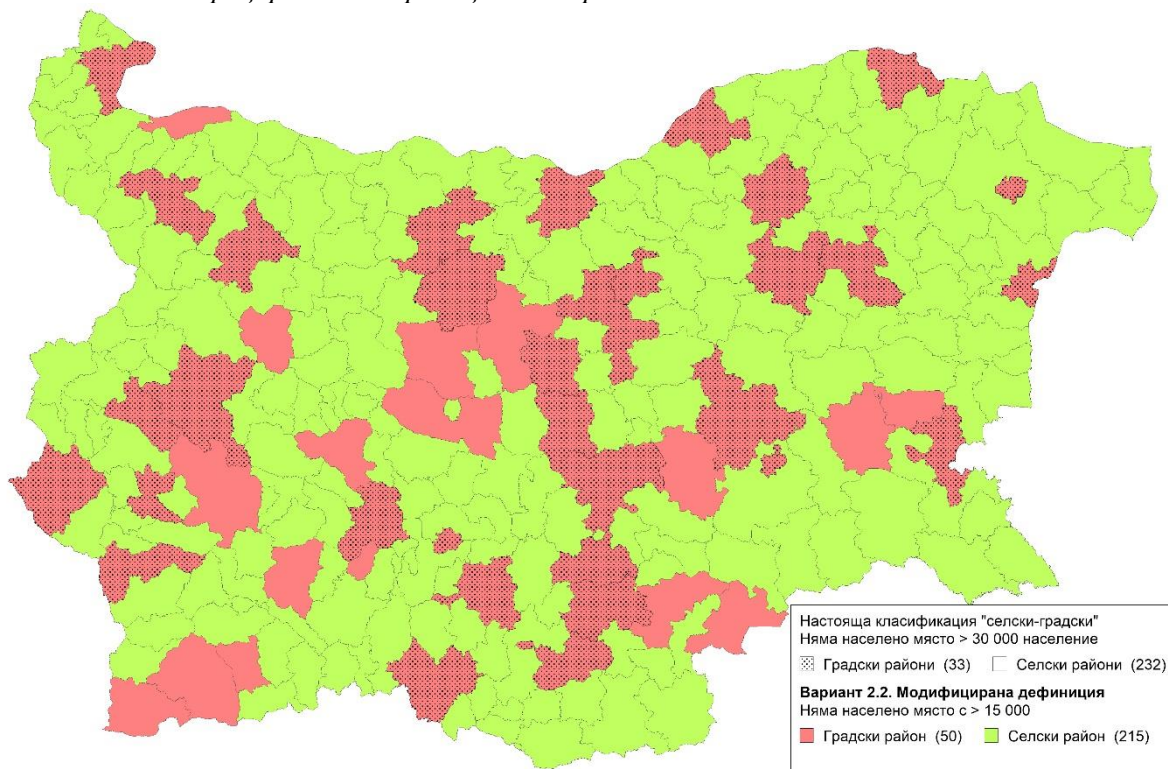 Настояща класификация "селски-градски"
Няма населено място > 30 000 население
Градски райони (33) Селски райони (232)
Вариант 2.2. Модифицирана дефиниция
Няма населено място с > 15 000
Градски район (50) Селски район (215)